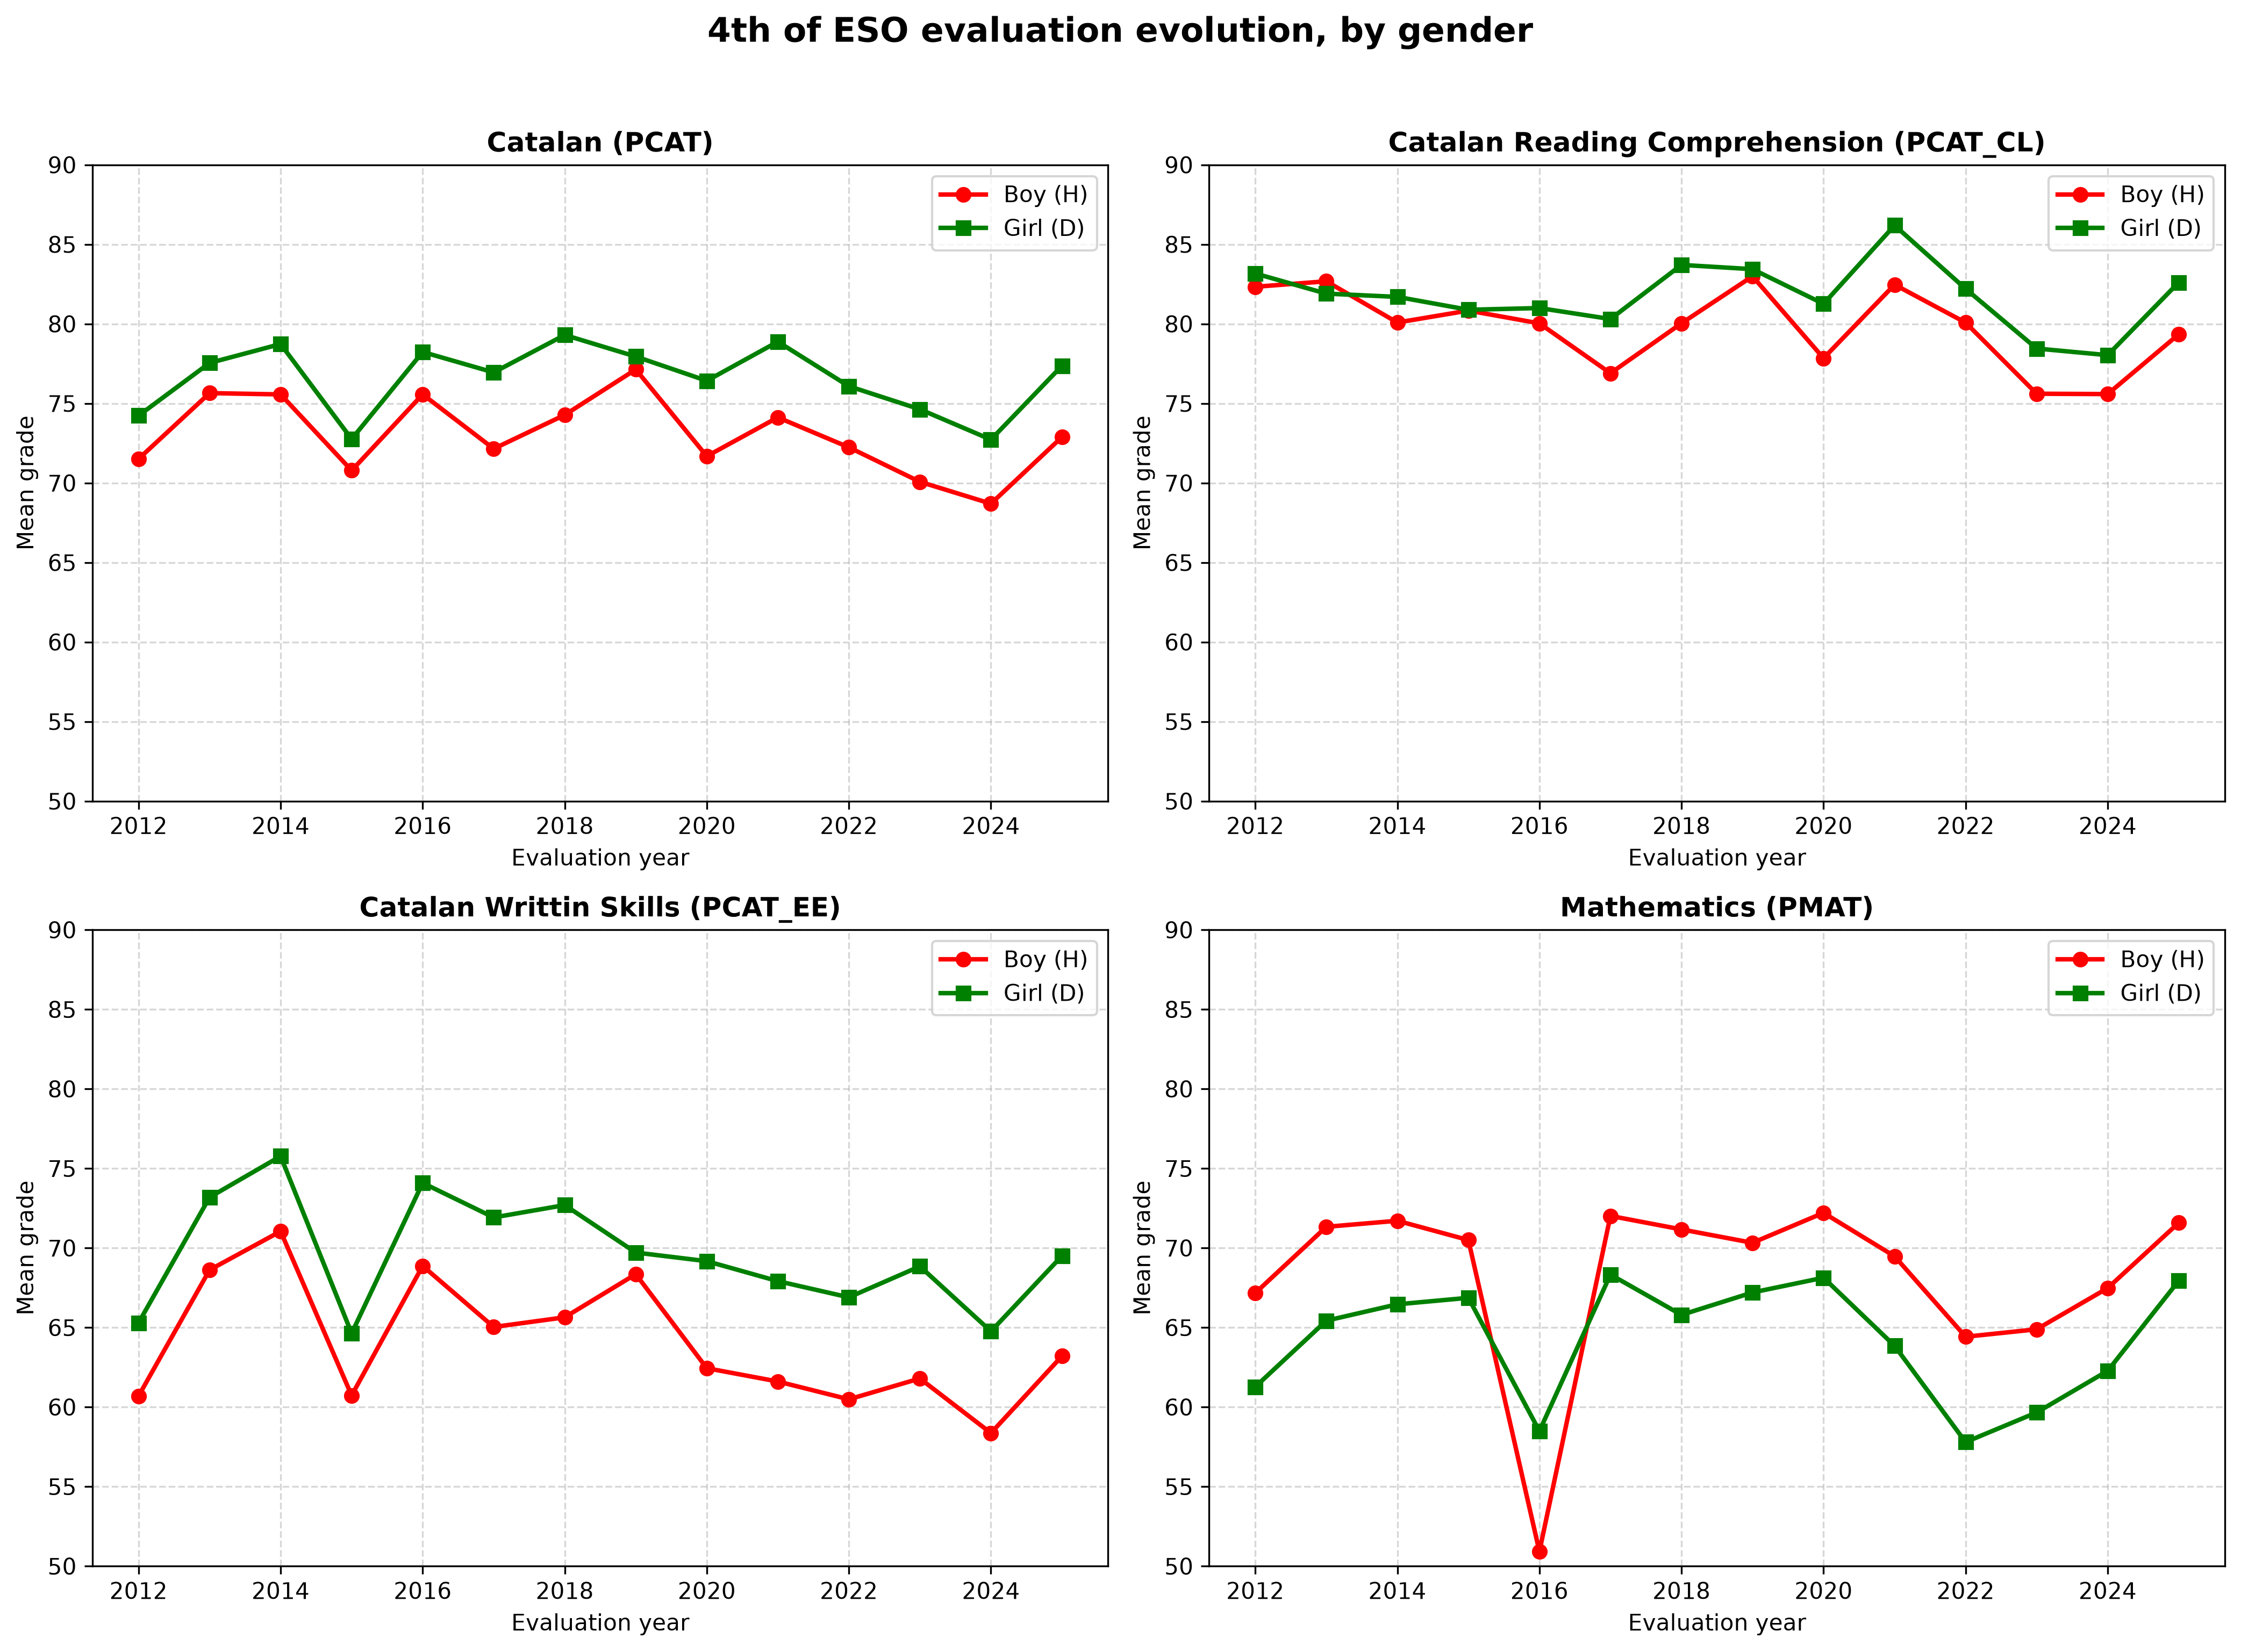 4th of ESO evaluation evolution, by gender
Catalan (PCAT)
90
85
80
75
70
65
60
55
50
Mean grade
Boy (H)
Girl (D)
2012 2014 2016 2018 2020 2022 2024
Evaluation year
Catalan Reading Comprehension (PCAT_CL)
90
85
80
75
70
65
60
55
50
Mean grade
Boy (H)
Girl (D)
2012 2014 2016 2018 2020 2022 2024
Evaluation year
Catalan Writtin Skills (PCAT_EE)
90
85
80
75
70
65
60
55
50
Mean grade
Boy (H)
Girl (D)
2012 2014 2016 2018 2020 2022 2024
Evaluation year
Mathematics (PMAT)
90
85
80
75
70
65
60
55
50
Mean grade
Boy (H)
Girl (D)
2012 2014 2016 2018 2020 2022 2024
Evaluation year